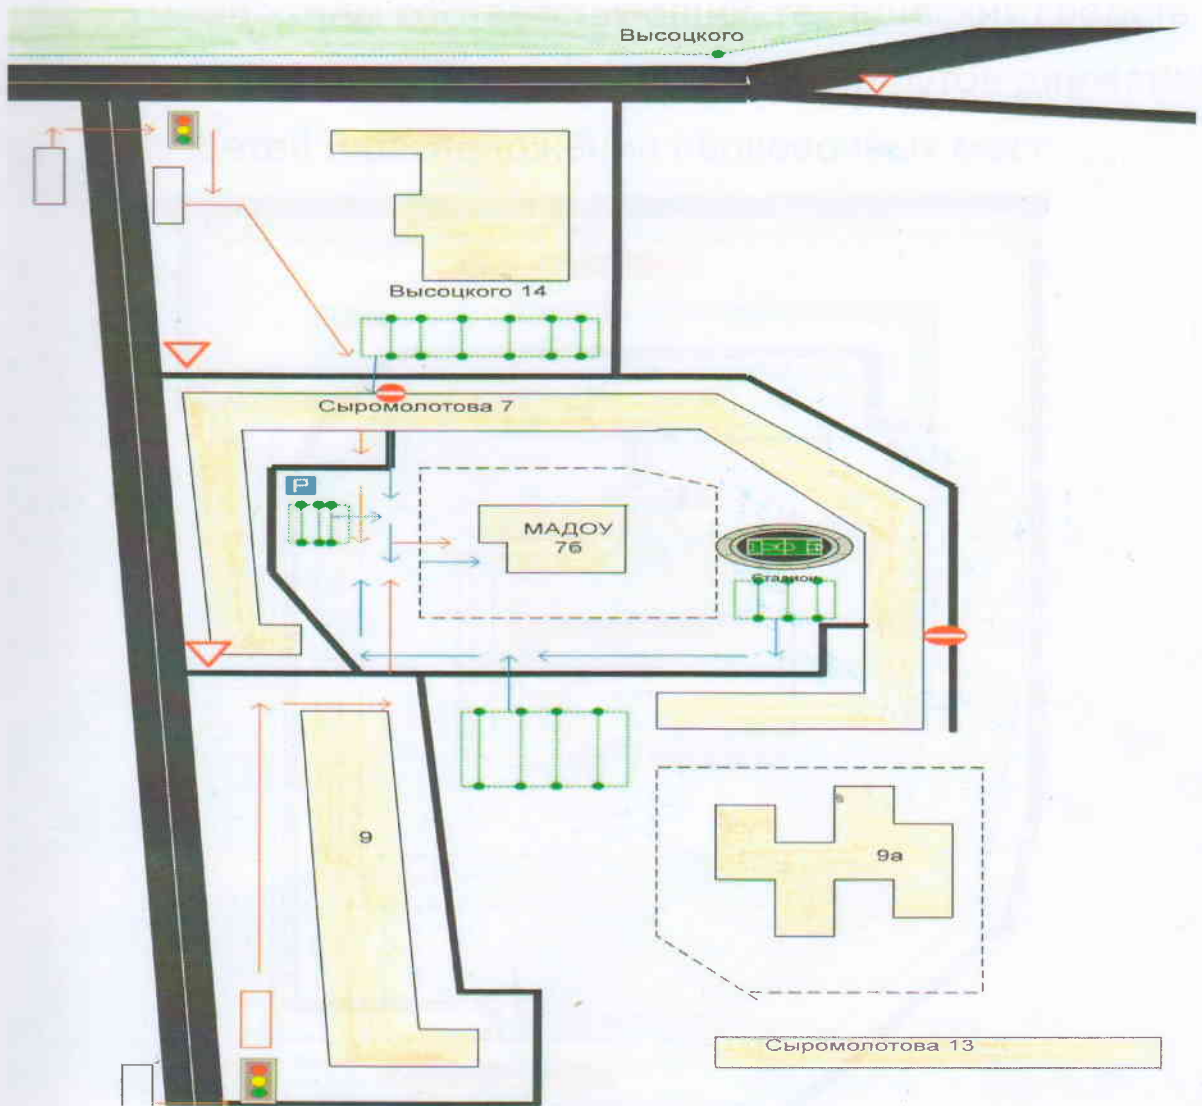 Высоцкого
Высоцкого 14
Сыромолотова 7
P
МАДОУ
76
Стадион
9
9а
Сыромолотова 13